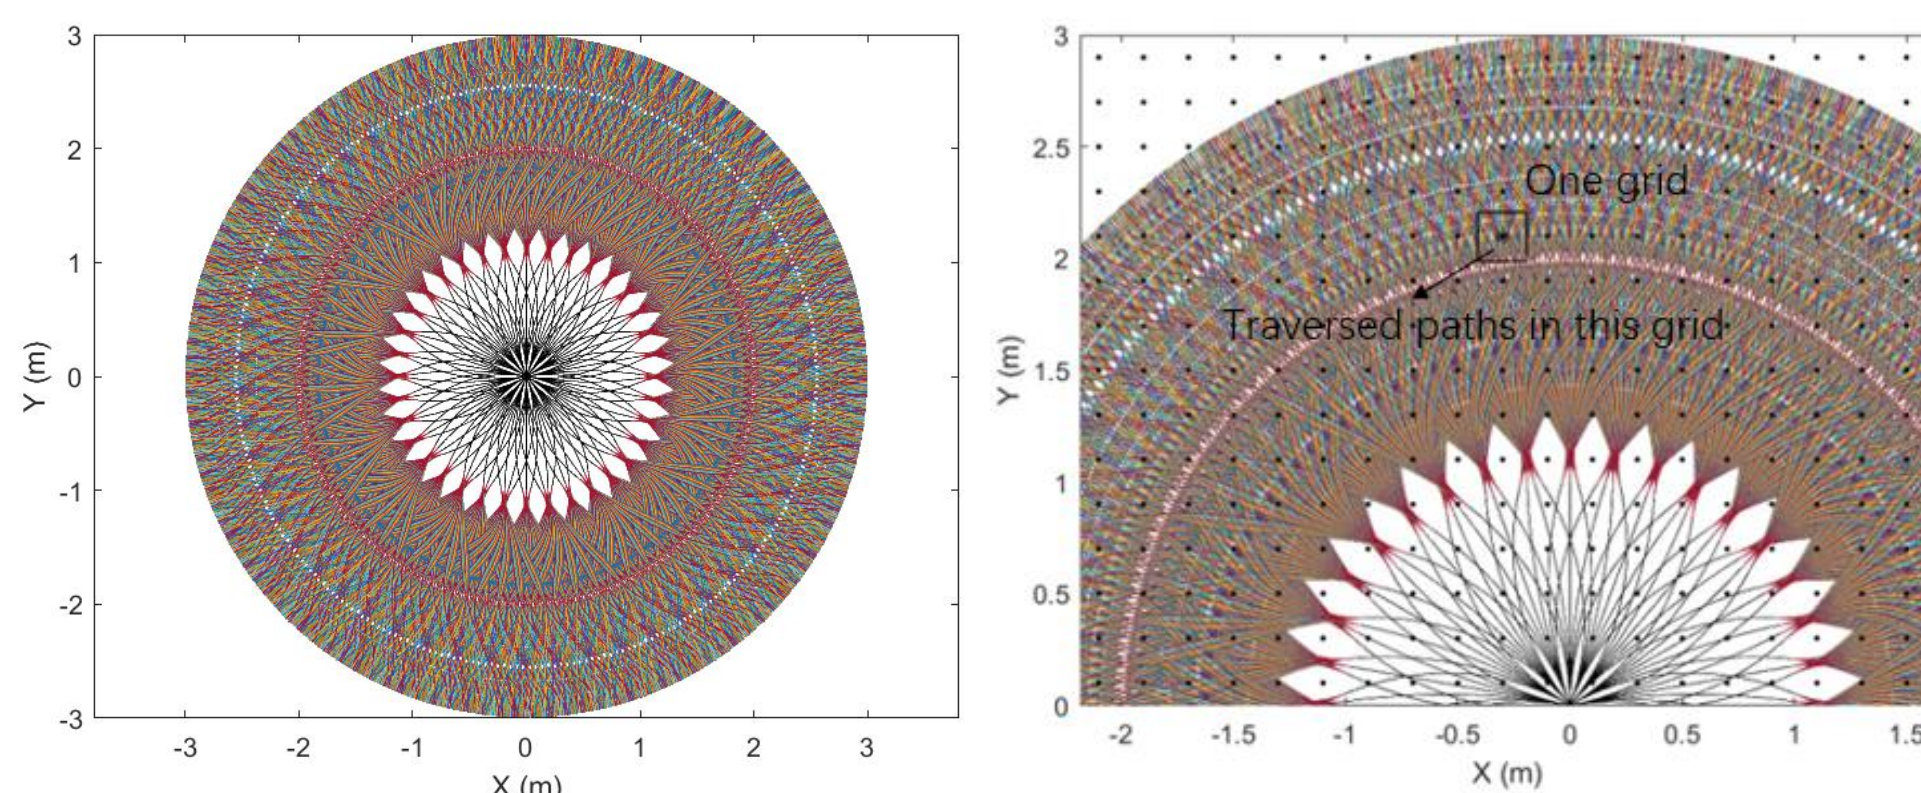 3
2
1
0
-1
-2
-3
Y (m)
-3 -2 -1 0 1 2 3
X (m)
3
2.5
2
1.5
1
0.5
0
Y (m)
One grid
Traversed paths in this grid
-2 -1.5 -1 -0.5 0 0.5 1 1.5
X (m)